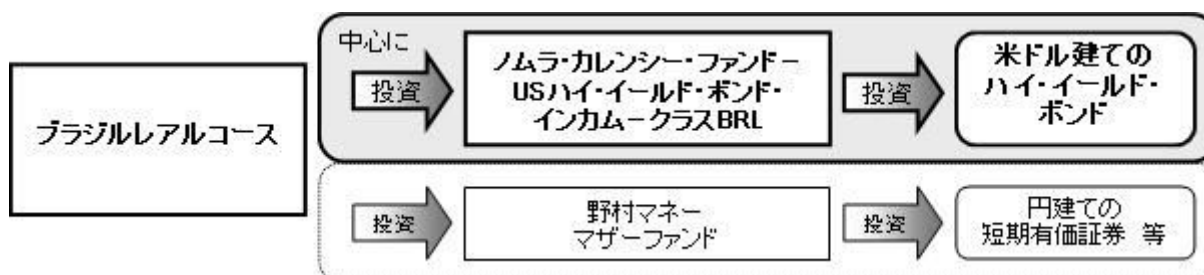 ブラジルレアルコース
中心に
投資
ノムラ・カレンシー・ファンド－
USハイ・イールド・ボンド・
インカム－クラスBRL
投資
米ドル建ての
ハイ・イールド・
ボンド
投資
野村マネー
マザーファンド
投資
円建ての
短期有価証券 等